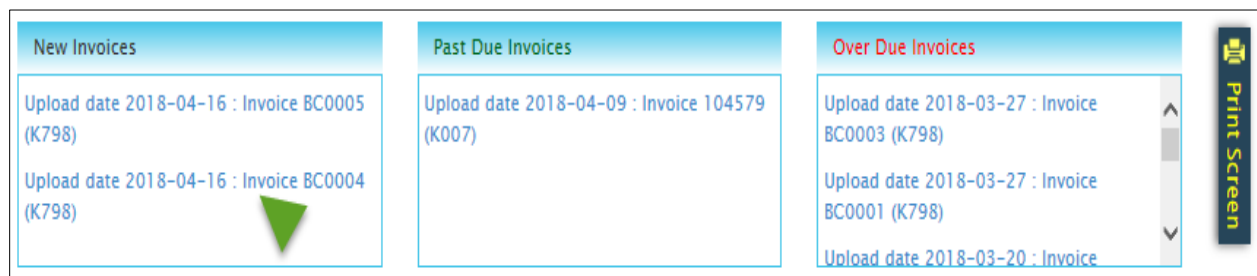 New Invoices
Upload date 2018-04-16 : Invoice BC0005
(K798)
Upload date 2018-04-16 : Invoice BC0004
(K798)
Past Due Invoices
Upload date 2018-04-09 : Invoice 104579
(K007)
Over Due Invoices
Upload date 2018-03-27 : Invoice
BC0003 (K798)
Upload date 2018-03-27 : Invoice
BC0001 (K798)
Upload date 2018-03-20 : Invoice
Print Screen